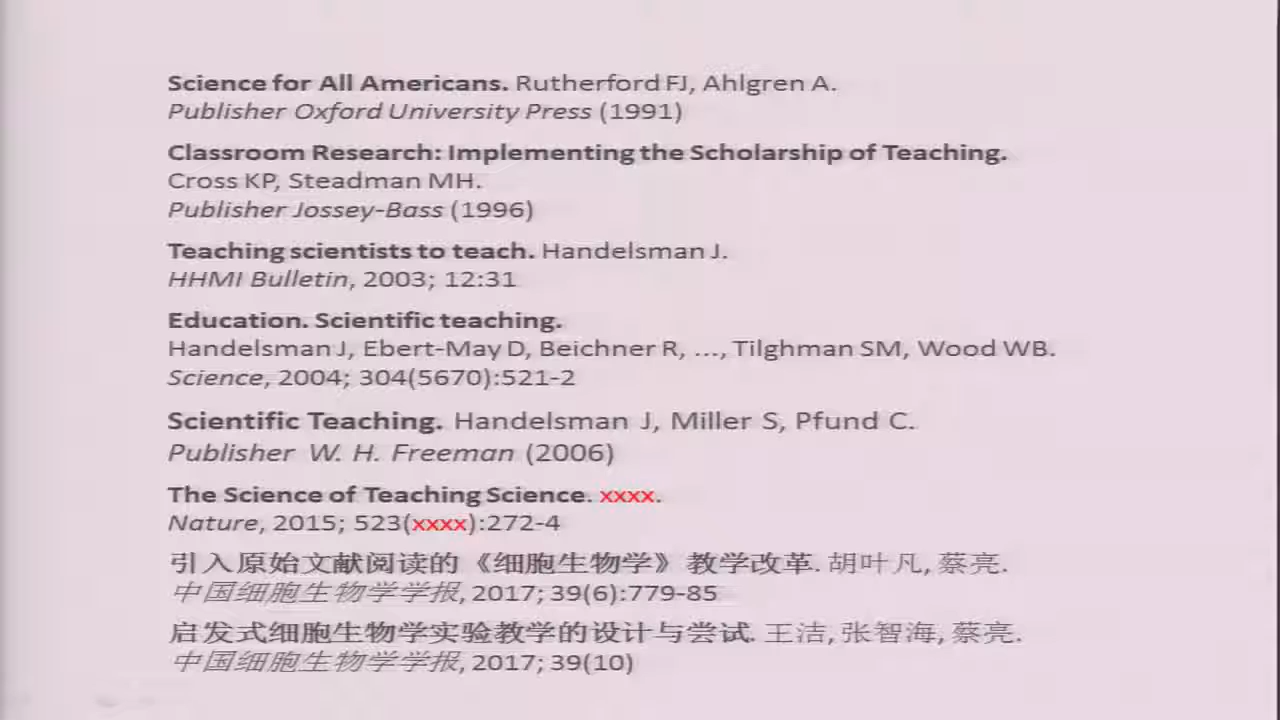 Science for All Americans. Rutherford FJ, Ahlgren A.
Publisher Oxford University Press (1991)
Classroom Research: Implementing the Scholarship of Teaching.
Cross KP, Steadman MH.
Publisher Jossey-Bass (1996)
Teaching scientists to teach. Handelsman J.
HHMI Bulletin, 2003; 12:31
Education. Scientific teaching.
Handelsman J, Ebert-May D, Beichner R, ..., Tilghman SM, Wood WB.
Science, 2004; 304(5670):521-2
Scientific Teaching. Handelsman J, Miller S, Pfund C.
Publisher W. H. Freeman (2006)
The Science of Teaching Science. xxxx.
Nature, 2015; 523(xxxx):272-4
引入原始文献阅读的《细胞生物学》教学改革. 胡叶凡, 蔡亮.
中国细胞生物学学报, 2017; 39(6):779-85
启发式细胞生物学实验教学的设计与尝试. 王洁, 张智海, 蔡亮.
中国细胞生物学学报, 2017; 39(10)